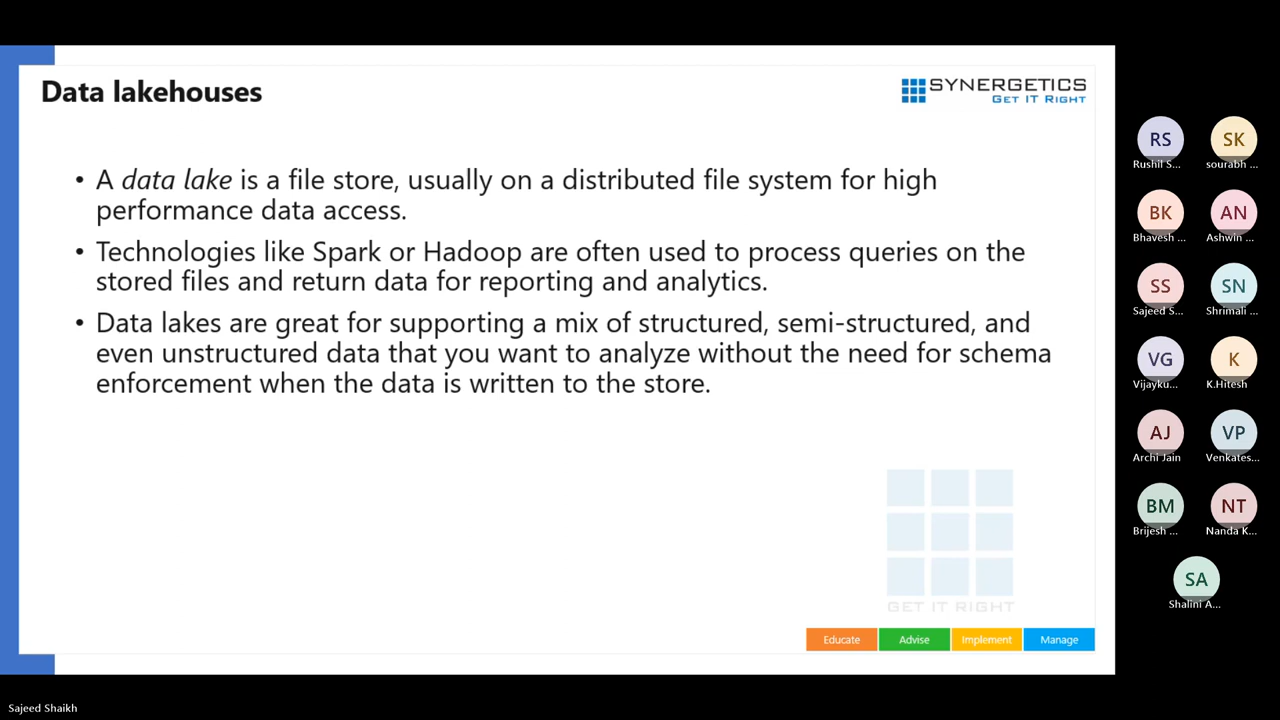 Data lakehouses
SYNERGETICS
GET IT RIGHT
• A data lake is a file store, usually on a distributed file system for high
performance data access.
• Technologies like Spark or Hadoop are often used to process queries on the
stored files and return data for reporting and analytics.
• Data lakes are great for supporting a mix of structured, semi-structured, and
even unstructured data that you want to analyze without the need for schema
enforcement when the data is written to the store.
GET IT RIGHT
Educate Advise Implement Manage
RS SK
Rushil S... sourabh ...
BK AN
Bhavesh ... Ashwin ...
SS SN
Sajeed S... Shrimali ...
VG K
Vijayku... K.Hitesh
AJ VP
Archi Jain Venkates...
BM NT
Brijesh ... Nanda K...
SA
Shalini A...
Sajeed Shaikh